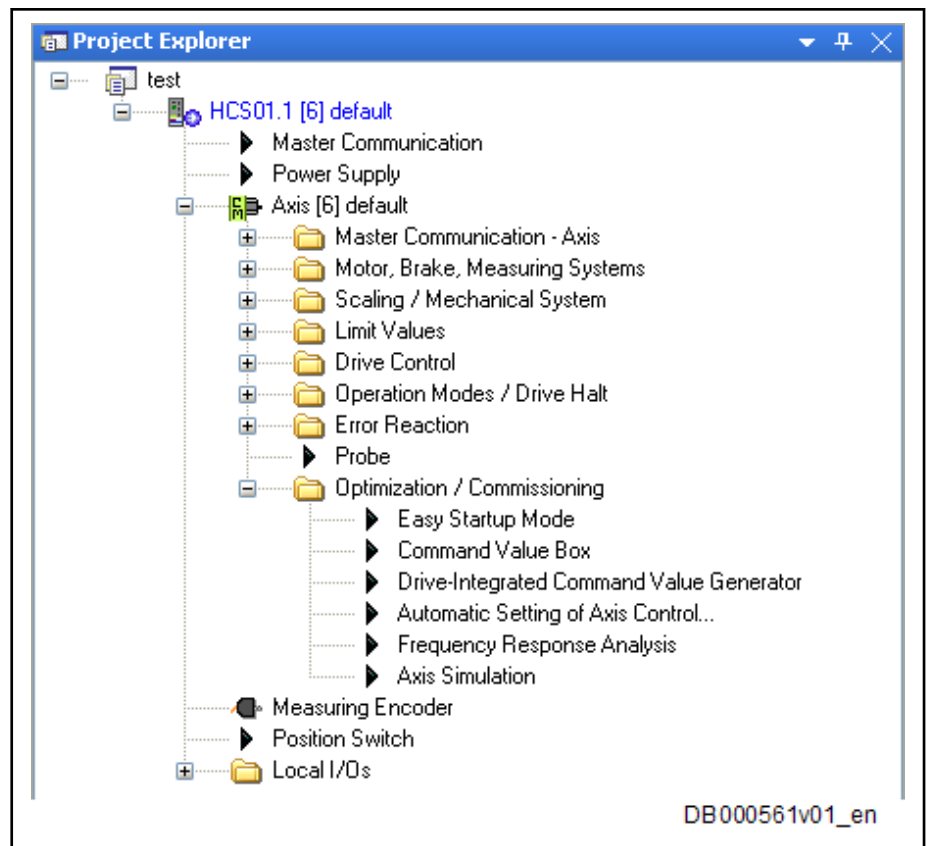 Project Explorer
test
HCS01.1 [6] default
Master Communication
Power Supply
Axis [6] default
Master Communication - Axis
Motor, Brake, Measuring Systems
Scaling / Mechanical System
Limit Values
Drive Control
Operation Modes / Drive Halt
Error Reaction
Probe
Optimization / Commissioning
Easy Startup Mode
Command Value Box
Drive-Integrated Command Value Generator
Automatic Setting of Axis Control...
Frequency Response Analysis
Axis Simulation
Measuring Encoder
Position Switch
Local I/Os
DB000561v01_en